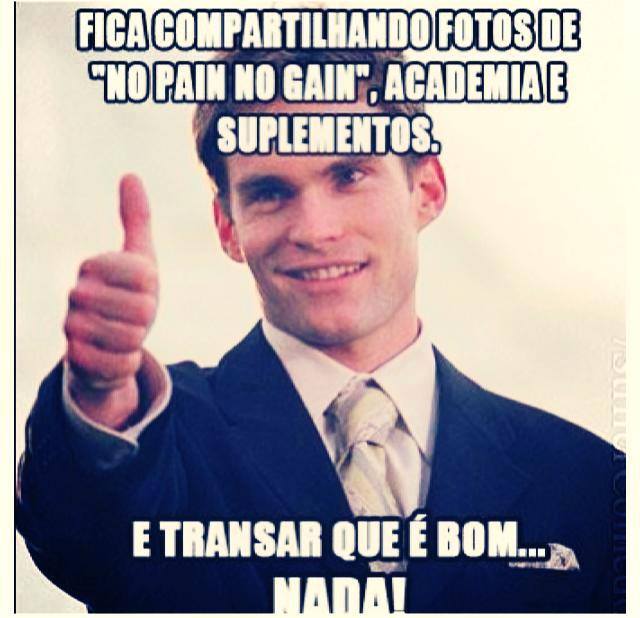 FICA COMPARTILHANDO FOTOS DE
"NO PAIN NO GAIN", ACADEMIA E
SUPLEMENTOS.
E TRANSAR QUE É BOM...
NADA!